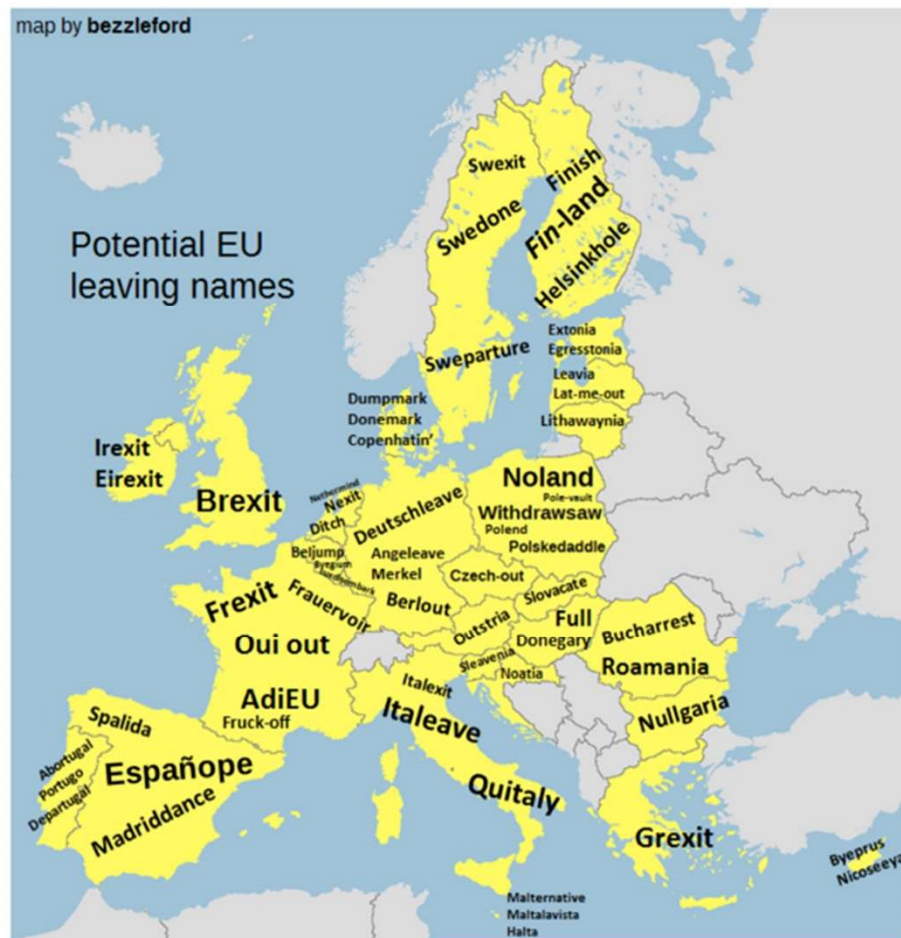 map by bezzleford
Potential EU
leaving names
Swexit
Swedone
Sweparture
Finish
Fin-land
Helsinkhole
Extonia
Egresstonia
Leavia
Lat-me-out
Lithawaynia
Dumpmark
Donemark
Copenhatin'
Irexit
Eirexit
Brexit
Nethermind
Nexit
Ditch
Beljump
Byegium
Deutschleave
Angeleave
Merkel
Berlout
Noland
Pole-vault
Withdrawsaw
Polend
Polskedaddle
Czech-out
Slovacate
Outstria
Full
Donegary
Sleavenia
Noatia
Bucharrest
Roamania
Nullgaria
Frexit
Frauervoir
Oui out
AdiEU
Fruck-off
Italexit
Italeave
Quitaly
Spalida
Españope
Madriddance
Abortugal
Portugo
Departugal
Grexit
Byeprus
Nicoseeya
Malternative
Maltalavista
Halta